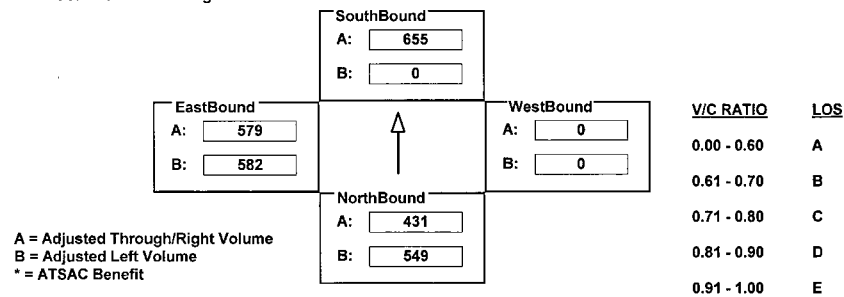 SouthBound
A: 655
B: 0
EastBound
A: 579
B: 582
WestBound
A: 0
B: 0
NorthBound
A: 431
B: 549
A = Adjusted Through/Right Volume
B = Adjusted Left Volume
* = ATSAC Benefit
V/C RATIO LOS
0.00 - 0.60 A
0.61 - 0.70 B
0.71 - 0.80 C
0.81 - 0.90 D
0.91 - 1.00 E